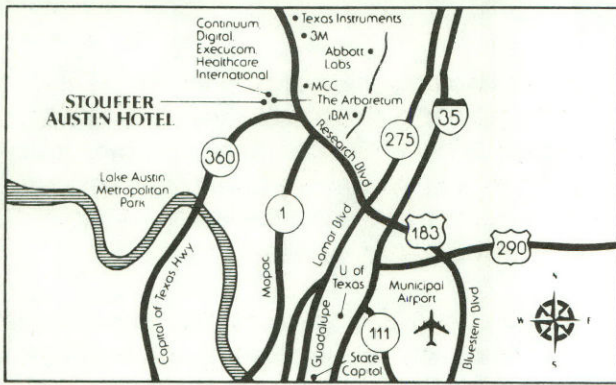 Continuum,
Digital,
Execucom,
Healthcare
International
Texas Instruments
3M
Abbott
Labs
MCC
The Arboretum
IBM
STOUFFER
AUSTIN HOTEL
Research Blvd
275
35
360
Lake Austin
Metropolitan
Park
1
Lamar Blvd
183
290
Capital of Texas Hwy
Mopac
Guadalupe
U of
Texas
Municipal
Airport
111
Bluestein Blvd
State
Capitol
N
W
E
S